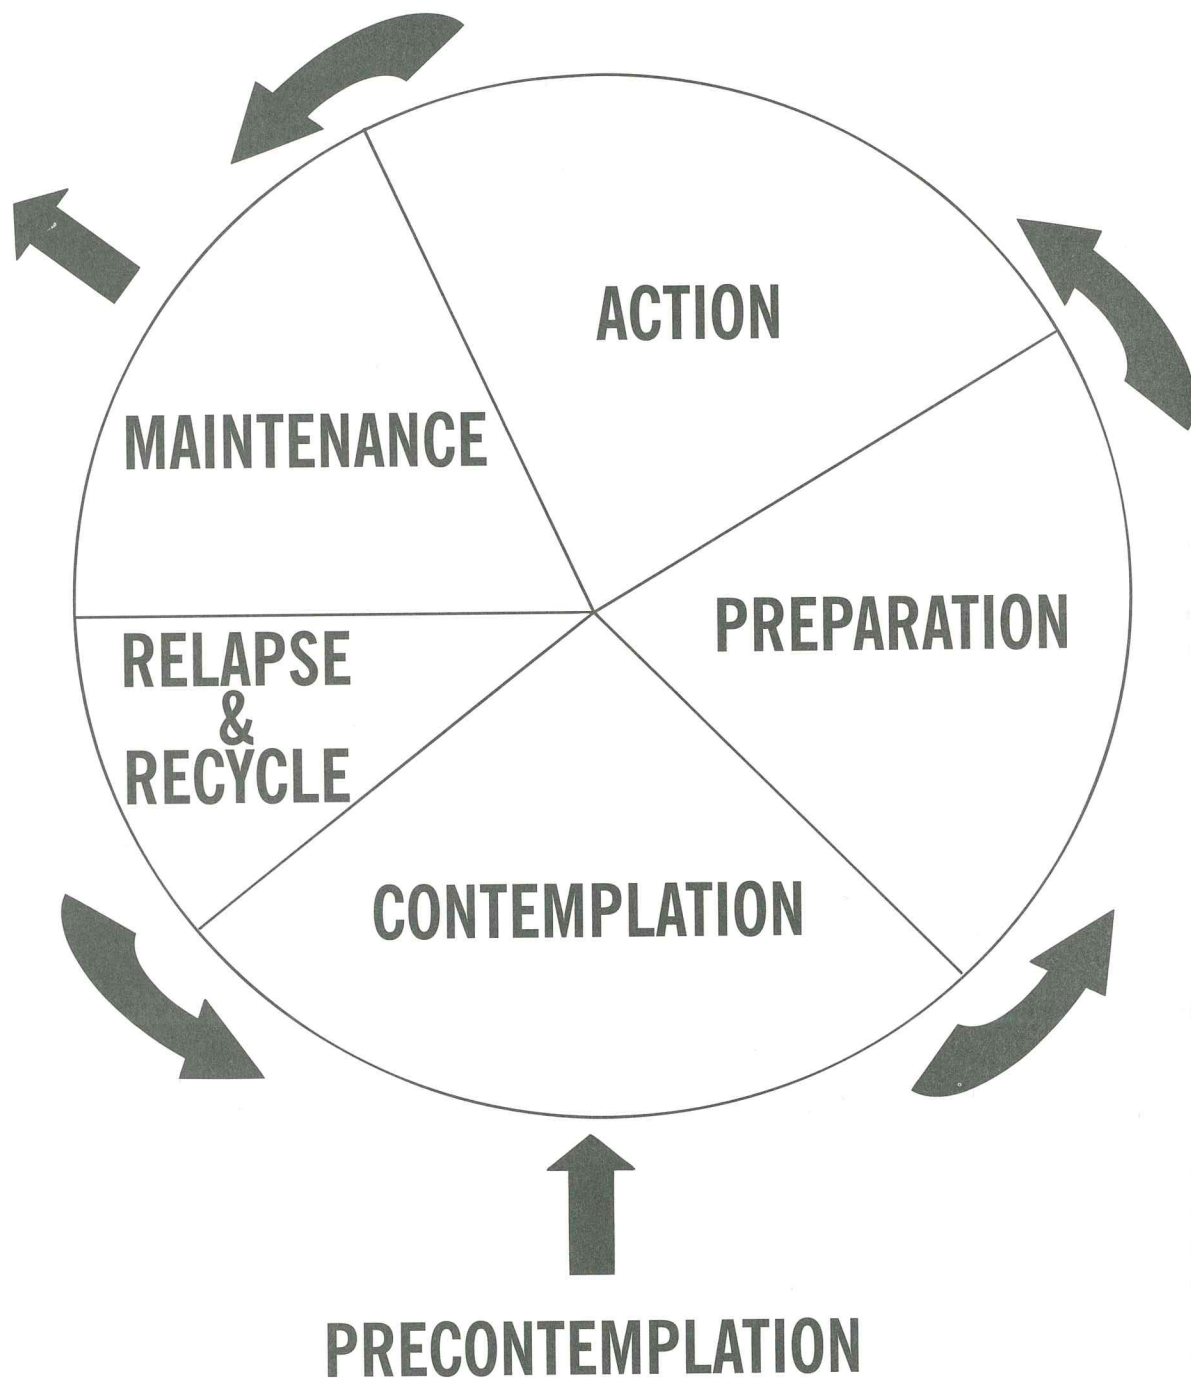 ACTION
MAINTENANCE
PREPARATION
RELAPSE
&
RECYCLE
CONTEMPLATION
PRECONTEMPLATION